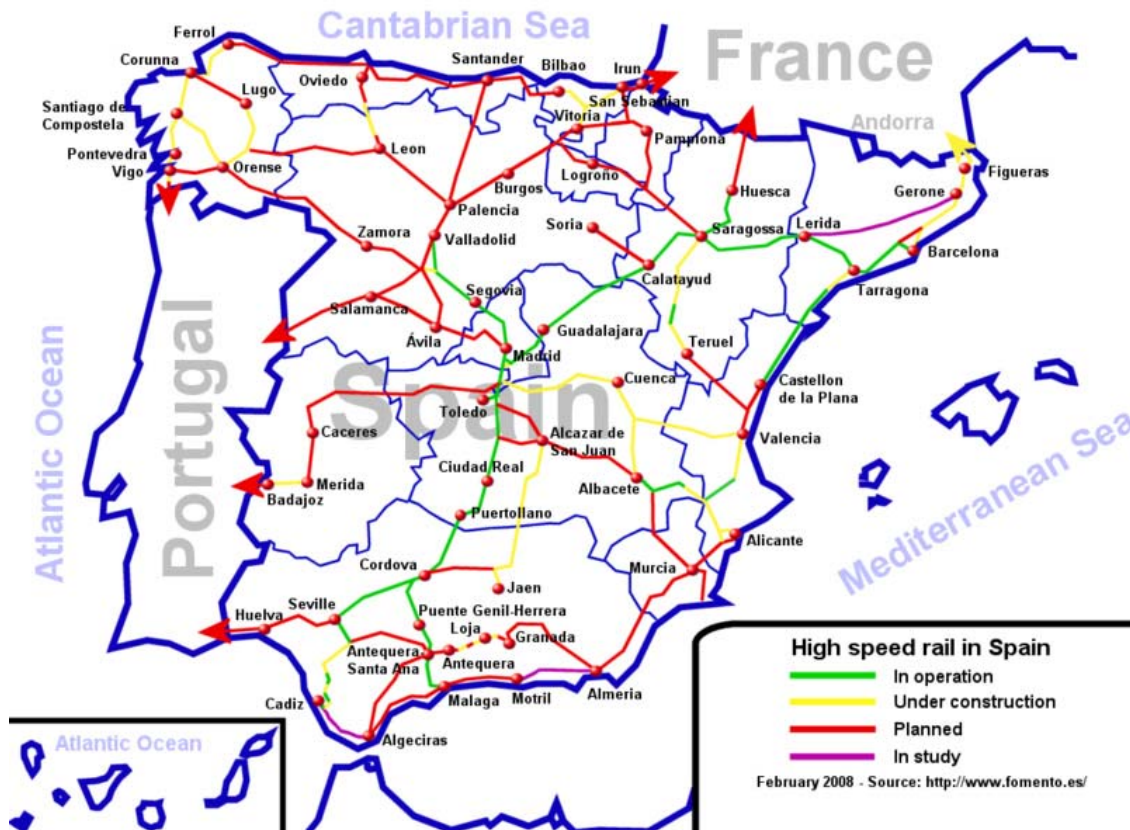 Cantabrian Sea
France
Ferrol
Corunna
Oviedo
Santander
Bilbao
Irun
San Sebastian
Lugo
Santiago de
Compostela
Vitoria
Pamplona
Andorra
Pontevedra
Vigo
Orense
Leon
Logroño
Burgos
Huesca
Figueras
Gerone
Palencia
Soria
Saragossa
Lerida
Zamora
Valladolid
Barcelona
Calatayud
Tarragona
Segovia
Salamanca
Guadalajara
Ávila
Madrid
Teruel
Atlantic Ocean
Portugal
Spain
Cuenca
Castellon
de la Plana
Toledo
Caceres
Alcazar de
San Juan
Valencia
Mediterranean Sea
Ciudad Real
Merida
Badajoz
Albacete
Puertollano
Alicante
Cordova
Murcia
Jaen
Huelva
Seville
Puente Genil-Herrera
Loja
Granada
Antequera
Santa Ana
Antequera
Cadiz
Malaga
Motril
Almeria
Algeciras
Atlantic Ocean
High speed rail in Spain
In operation
Under construction
Planned
In study
February 2008 - Source: http://www.fomento.es/